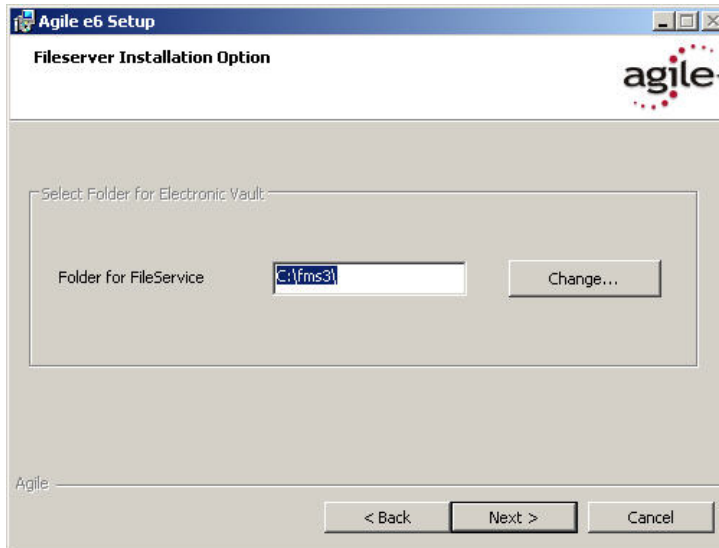 Agile e6 Setup
Fileserver Installation Option
agile
Select Folder for Electronic Vault
Folder for FileService
C:\fms3\
Change...
Agile
< Back
Next >
Cancel